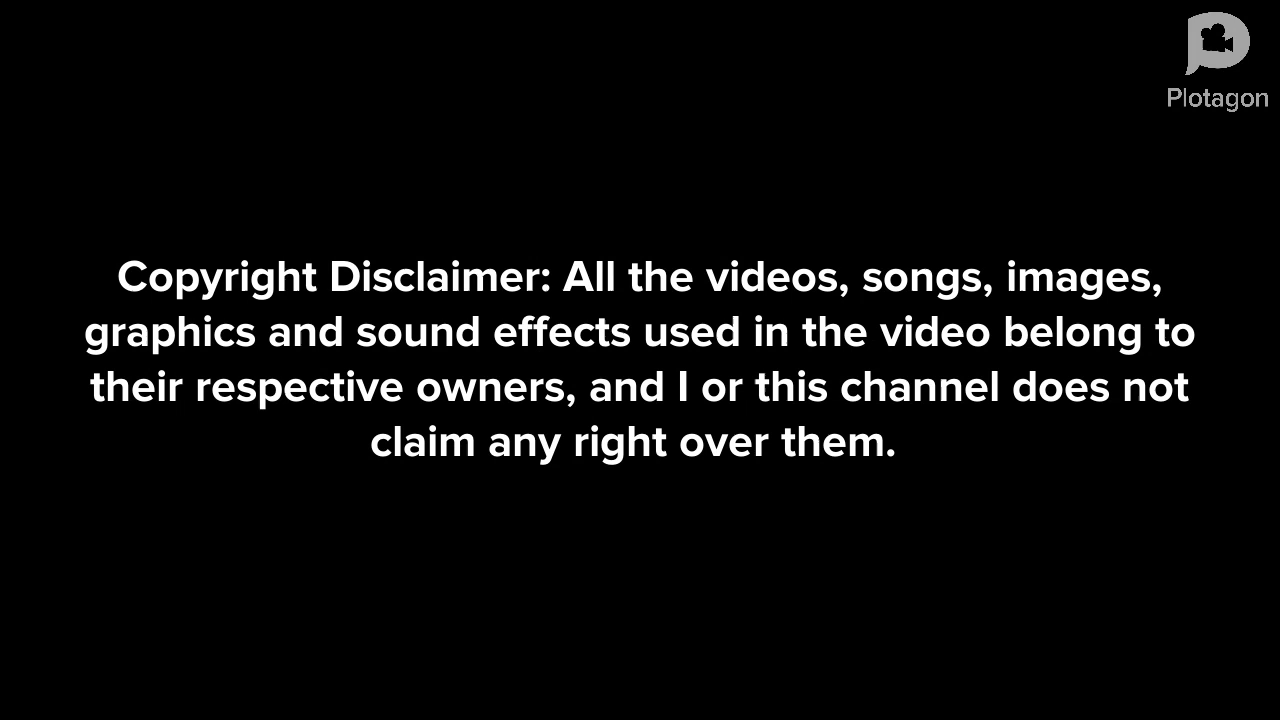 Plotagon
Copyright Disclaimer: All the videos, songs, images,
graphics and sound effects used in the video belong to
their respective owners, and I or this channel does not
claim any right over them.